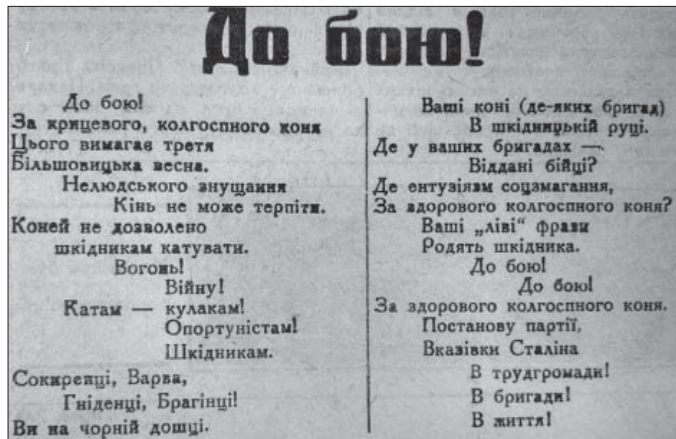 До бою!
До бою!
За крицевого, колгоспного коня
Цього вимагає третя
Більшовицька весна.
Нелюдського знущання
Кінь не може терпіти.
Коней не дозволено
шкідникам катувати.
Вогонь!
Війну!
Катам — кулакам!
Опортуністам!
Шкідникам.
Сокиренці, Варва,
Гніденці, Брагінці!
Ви на чорній дошці.
Ваші коні (де-яких бригад)
В шкідницькій руці.
Де у ваших бригадах —
Віддані бійці?
Де ентузіязм соцзмагання,
За здорового колгоспного коня?
Ваші „ліві“ фрази
Родять шкідника.
До бою!
До бою!
За здорового колгоспного коня.
Постанову партії,
Вказівки Сталіна
В трудгромади!
В бригади!
В життя!